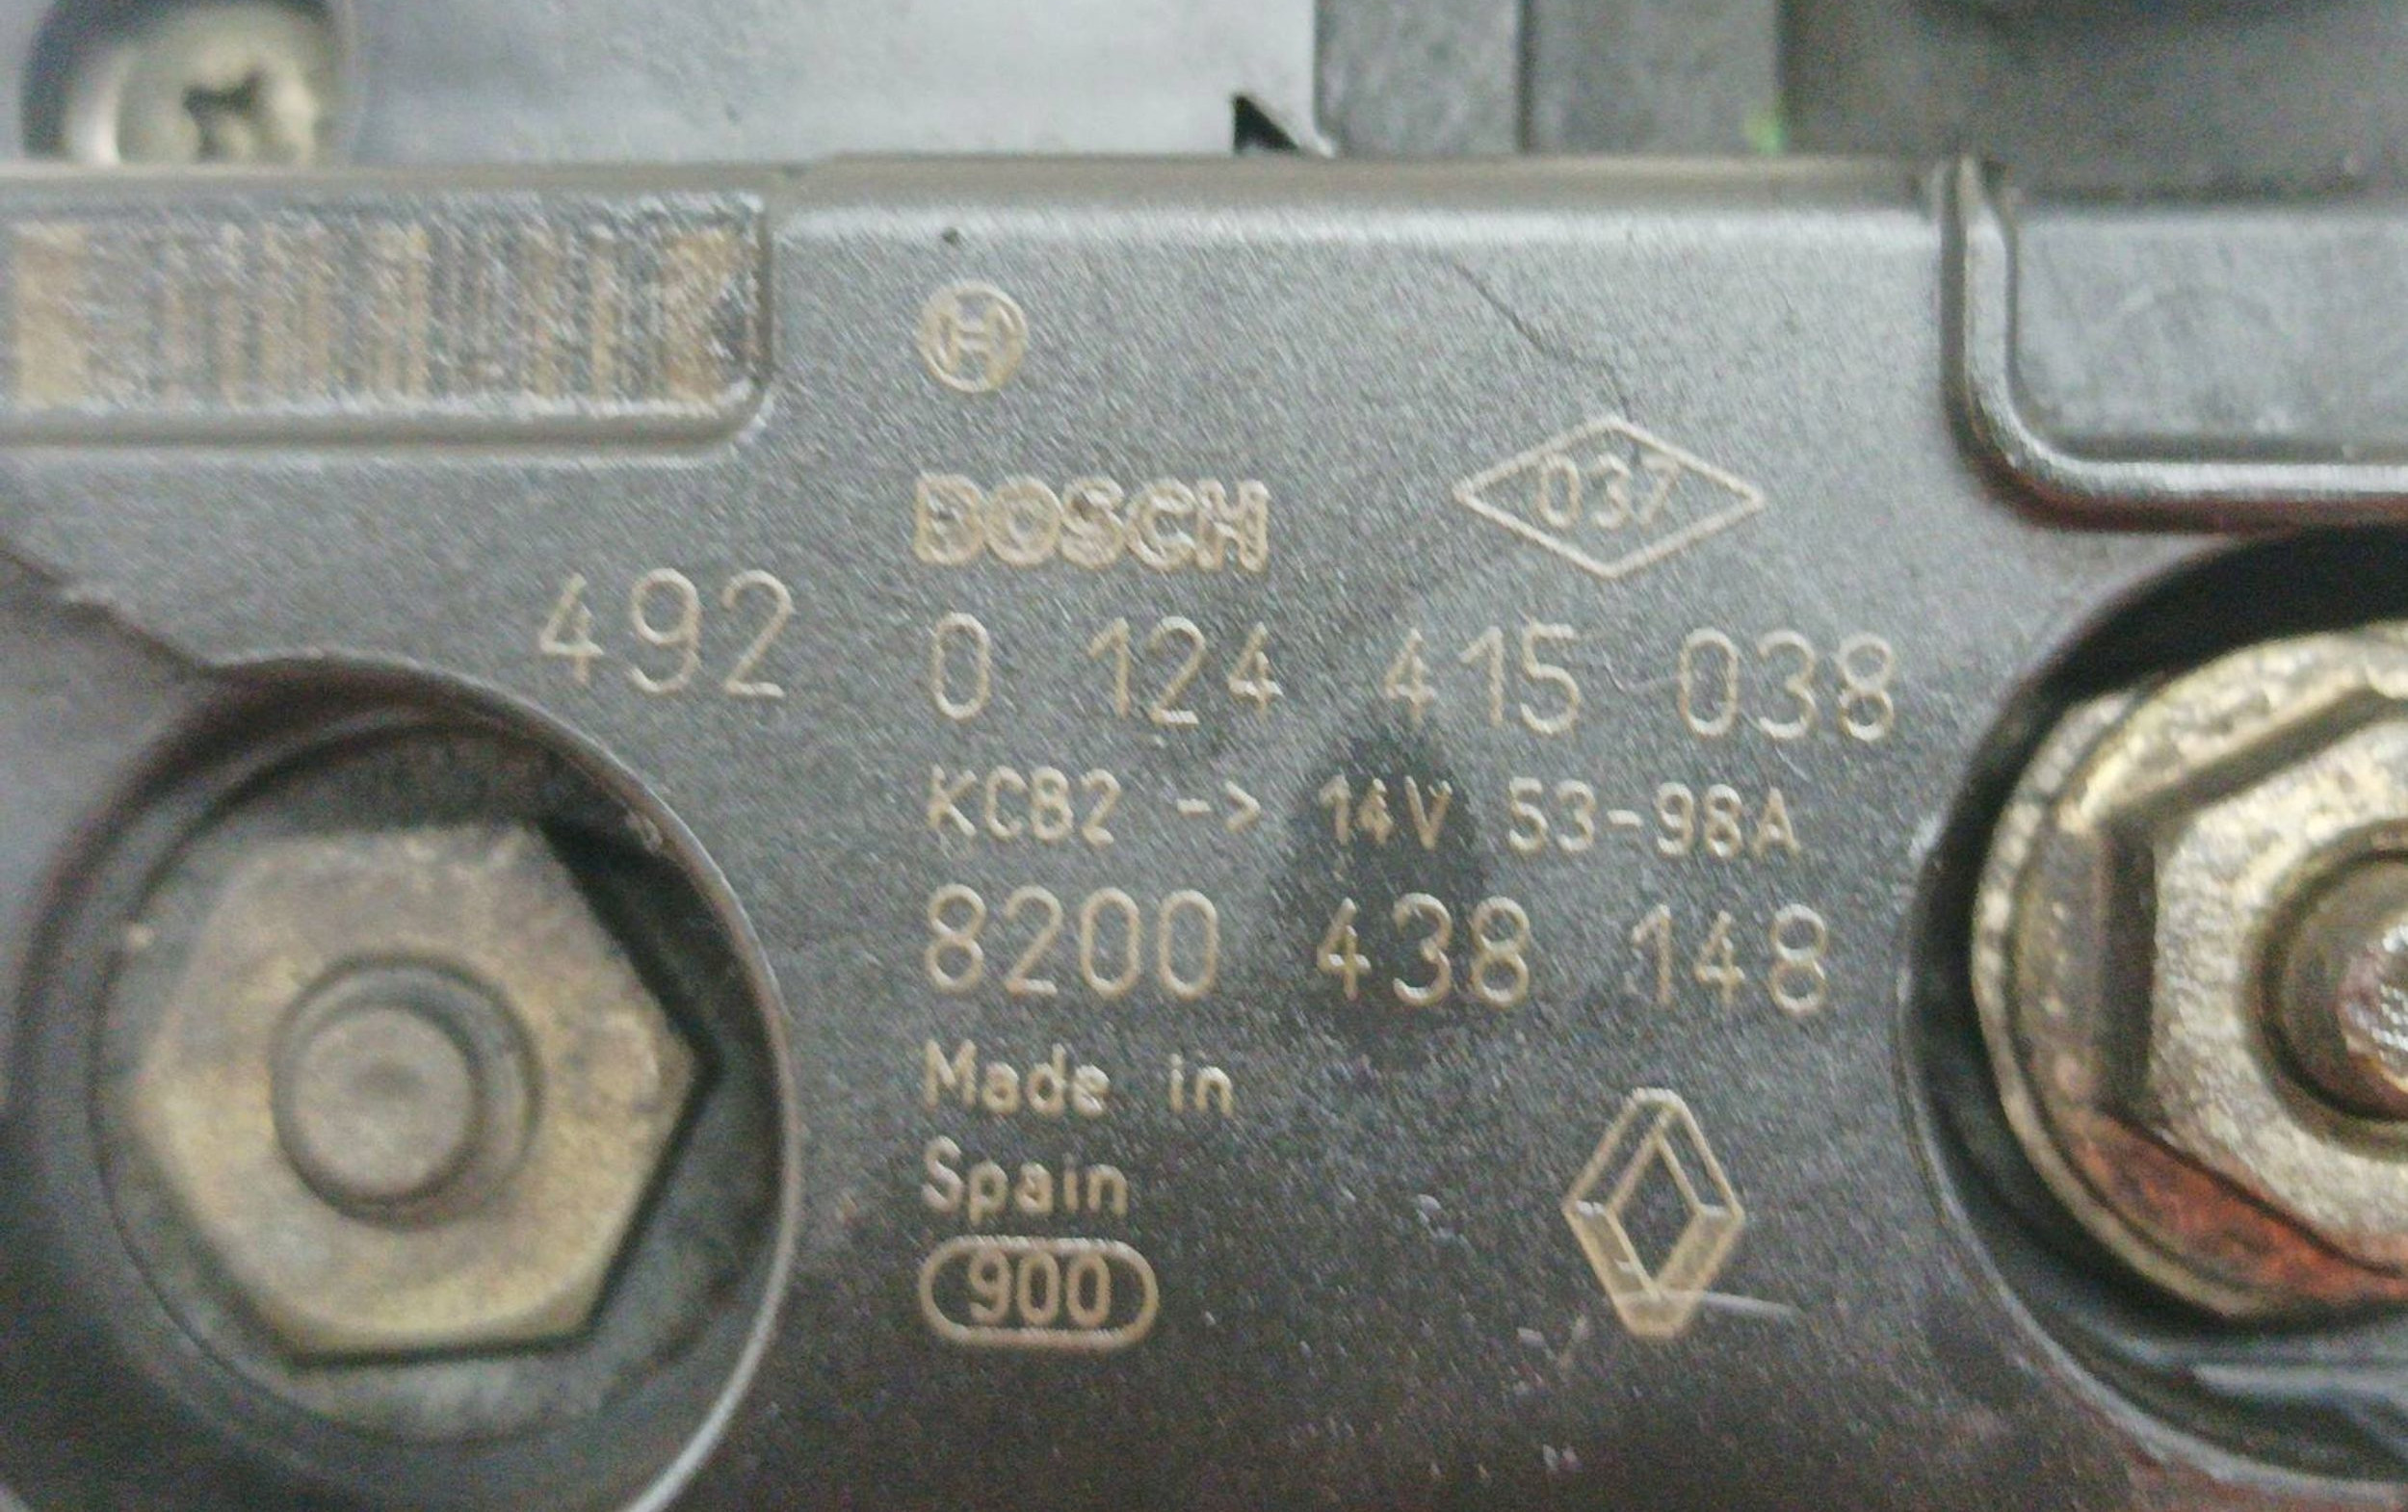 BOSCH
037
492 0 124 415 038
KCB2 -> 14V 53-98A
8200 438 148
Made in
Spain
900